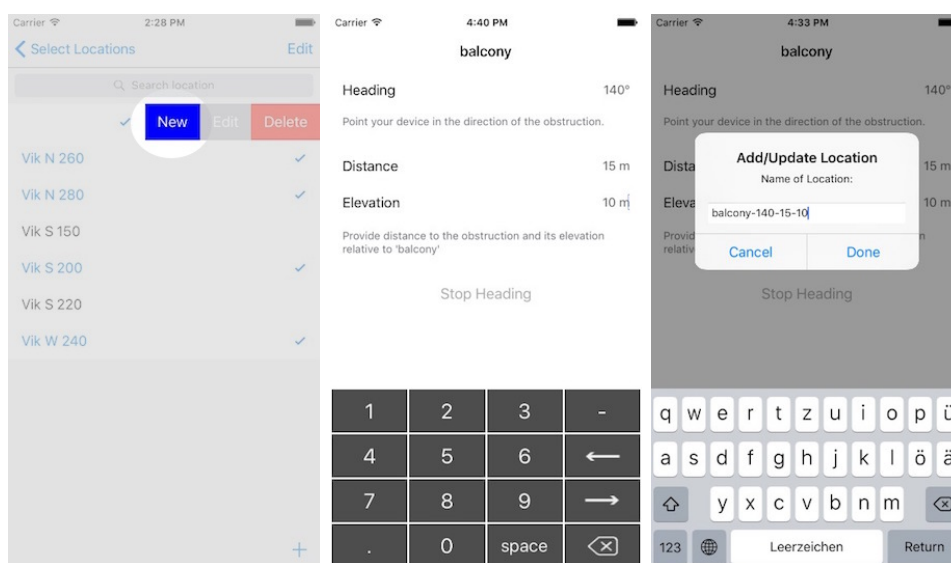 Carrier 2:28 PM
Select Locations Edit
Search location
New Edit Delete
Vik N 260
Vik N 280
Vik S 150
Vik S 200
Vik S 220
Vik W 240
+
Carrier 4:40 PM
balcony
Heading 140°
Point your device in the direction of the obstruction.
Distance 15 m
Elevation 10 m
Provide distance to the obstruction and its elevation
relative to 'balcony'
Stop Heading
1 2 3 -
4 5 6 ←
7 8 9 →
. 0 space
Carrier 4:33 PM
balcony
Heading 140°
Point your device in the direction of the obstruction.
Dista 15 m
Eleva 10 m
Provid n
relativ
Add/Update Location
Name of Location:
balcony-140-15-10
Cancel Done
Stop Heading
q w e r t z u i o p ü
a s d f g h j k l ö ä
y x c v b n m
123 Leerzeichen Return